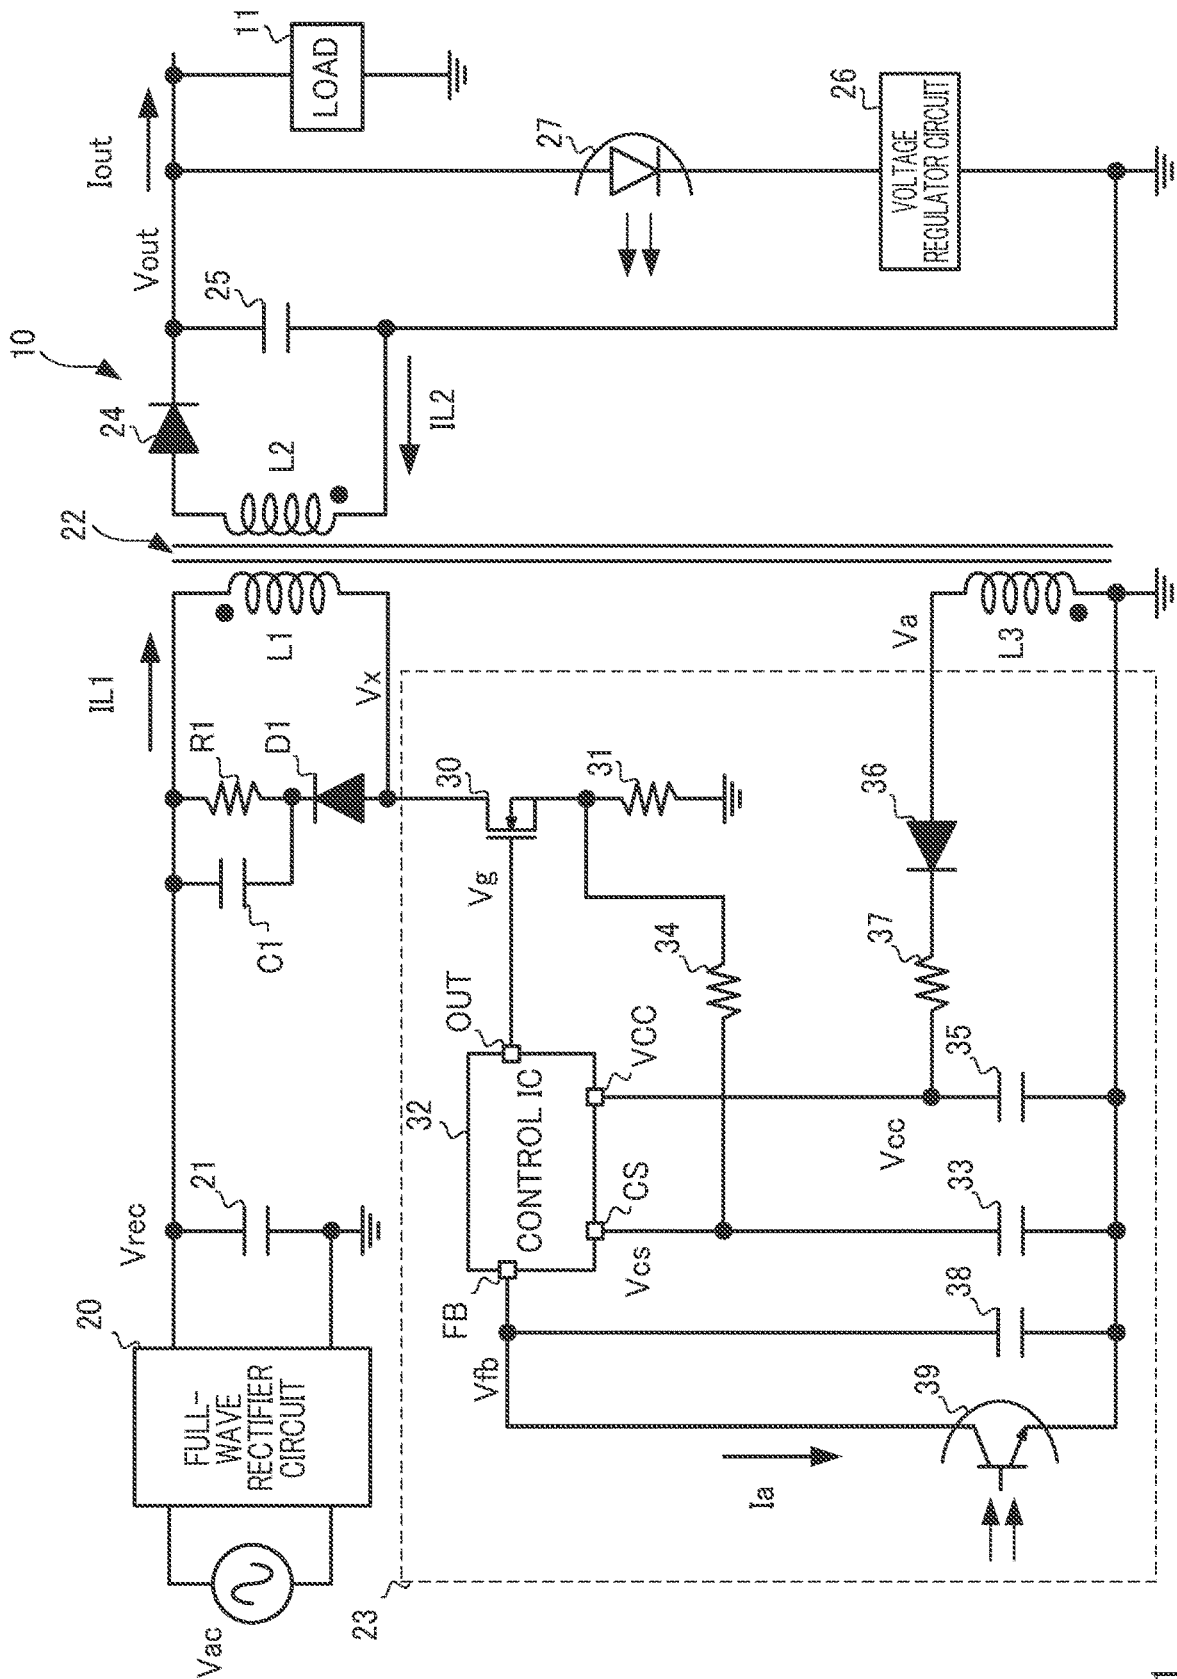 10
11
LOAD
Iout
Vout
25
24
L2
IL2
27
26
VOLTAGE
REGULATOR CIRCUIT
22
IL1
L1
R1
D1
C1
Vx
Vrec
21
20
FULL-
WAVE
RECTIFIER
CIRCUIT
Vac
23
30
31
Vg
OUT
32
CONTROL IC
VCC
CS
FB
Vcs
Vfb
34
Va
L3
36
37
35
Vcc
33
38
39
Ia